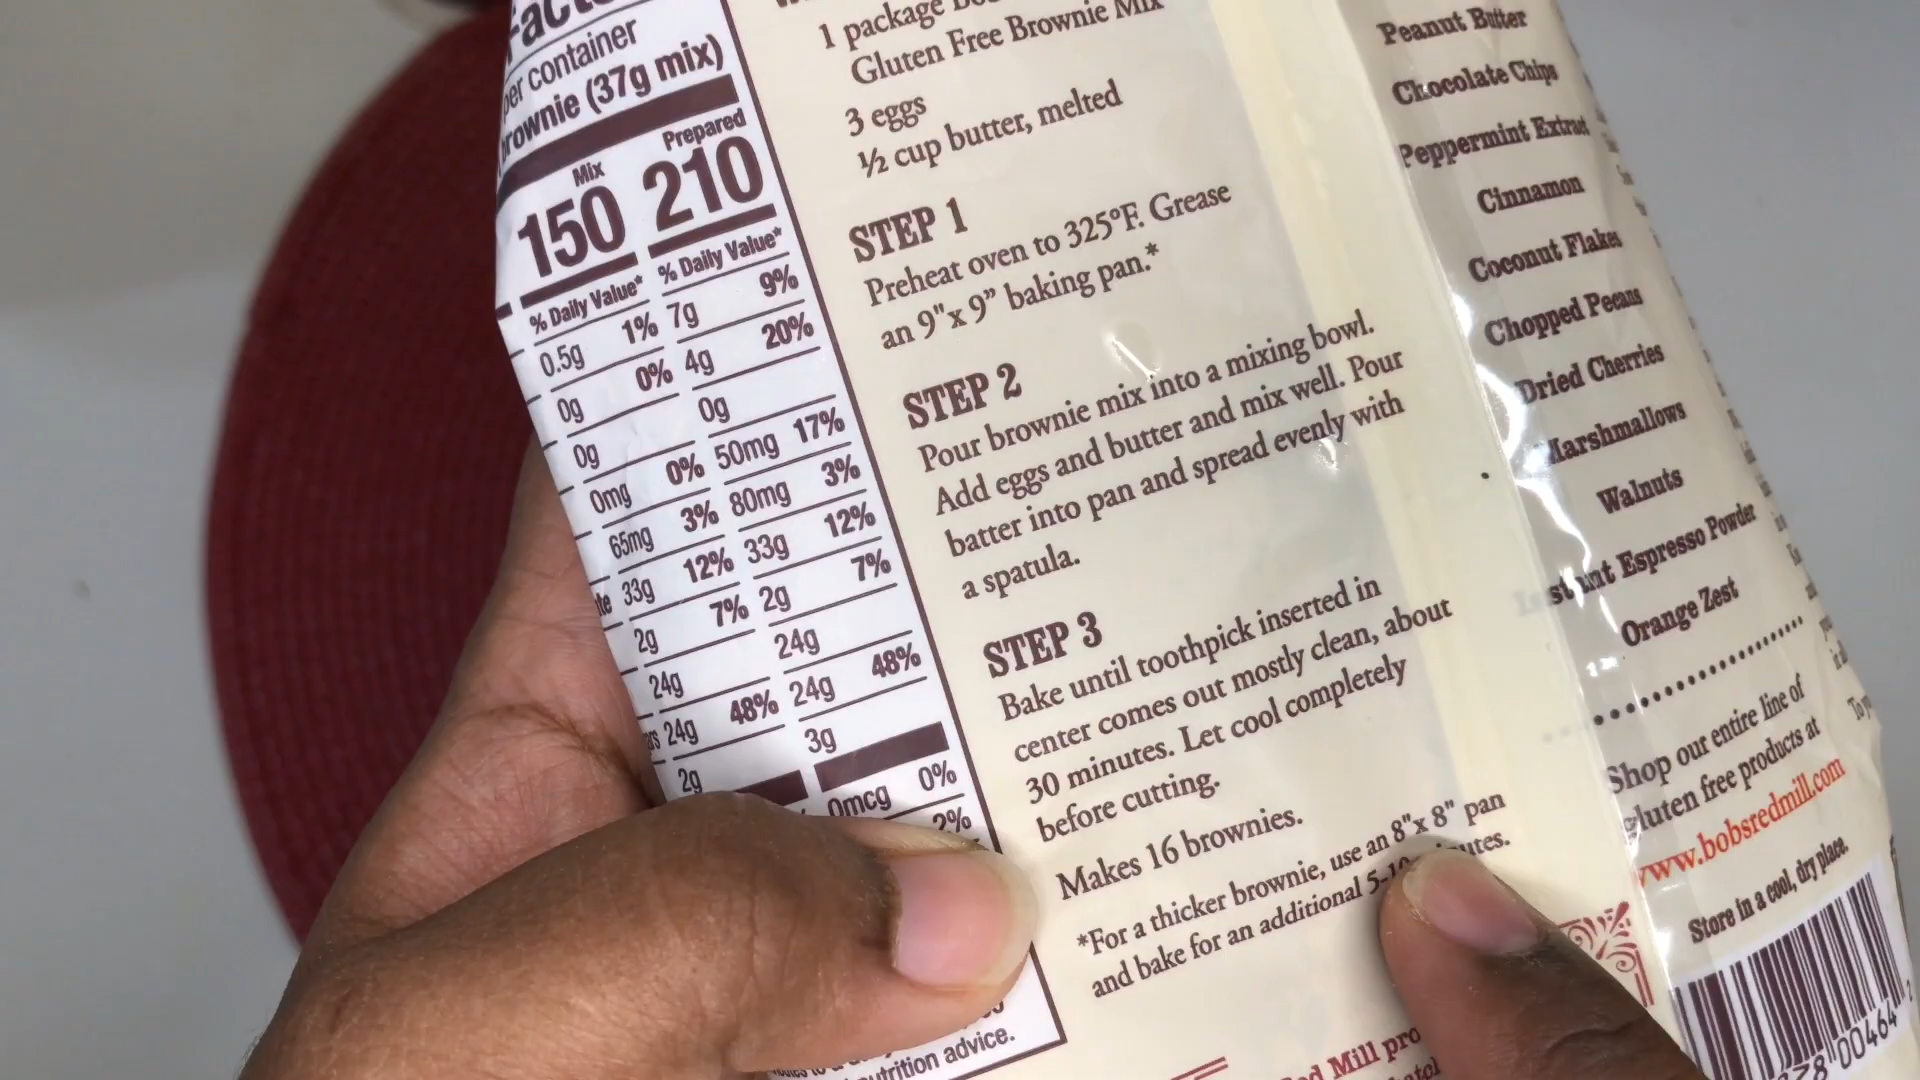 per container
(37g mix)
Mix Prepared
150 210
% Daily Value* % Daily Value*
0.5g 1% 7g 9%
0g 0% 4g 20%
0g 0g
0mg 0% 50mg 17%
65mg 3% 80mg 3%
33g 12% 33g 12%
2g 7% 2g 7%
24g 24g
24g 48% 24g 48%
2g 3g
0mcg 0%
2%
advice.
1 package
Gluten Free Brownie Mix
3 eggs
½ cup butter, melted
STEP 1
Preheat oven to 325°F. Grease
an 9"x 9” baking pan.*
STEP 2
Pour brownie mix into a mixing bowl.
Add eggs and butter and mix well. Pour
batter into pan and spread evenly with
a spatula.
STEP 3
Bake until toothpick inserted in
center comes out mostly clean, about
30 minutes. Let cool completely
before cutting.
Makes 16 brownies.
*For a thicker brownie, use an 8"x 8" pan
and bake for an additional
Mill
Peanut Butter
Chocolate Chips
Peppermint Extract
Cinnamon
Coconut Flakes
Chopped Pecans
Dried Cherries
Marshmallows
Walnuts
Instant Espresso Powder
Orange Zest
Shop our entire line of
gluten free products at
www.bobsredmill.com
Store in a cool, dry place.